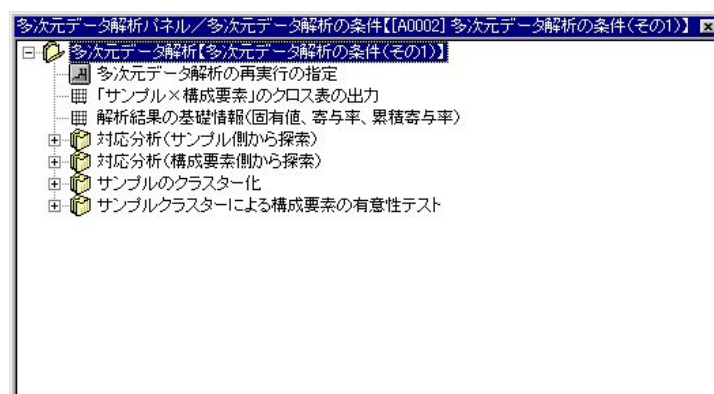 多次元データ解析パネル／多次元データ解析の条件【[A0002] 多次元データ解析の条件(その1)】
多次元データ解析【多次元データ解析の条件(その1)】
多次元データ解析の再実行の指定
「サンプル×構成要素」のクロス表の出力
解析結果の基礎情報(固有値、寄与率、累積寄与率)
対応分析(サンプル側から探索)
対応分析(構成要素側から探索)
サンプルのクラスター化
サンプルクラスターによる構成要素の有意性テスト